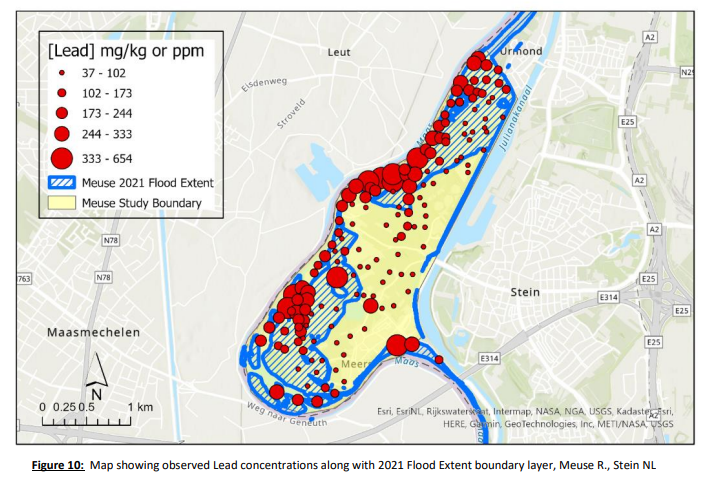 [Lead] mg/kg or ppm
37 - 102
102 - 173
173 - 244
244 - 333
333 - 654
Meuse 2021 Flood Extent
Meuse Study Boundary
Leut
Elsdenweg
Stroveld
Urmond
A2
N29
Maas
Julianakanaal
E25
A2
N78
763
N78
A2
E25
Stein
E314
E25
Maasmechelen
Meers
Maas
E314
N
0 0.25 0.5 1 km
Weg naar Geneuth
A2
Esri, EsriNL, Rijkswaterstaat, Intermap, NASA, NGA, USGS, Kadaster, Esri,
HERE, Garmin, GeoTechnologies, Inc, METI/NASA, USGS
Figure 10: Map showing observed Lead concentrations along with 2021 Flood Extent boundary layer, Meuse R., Stein NL